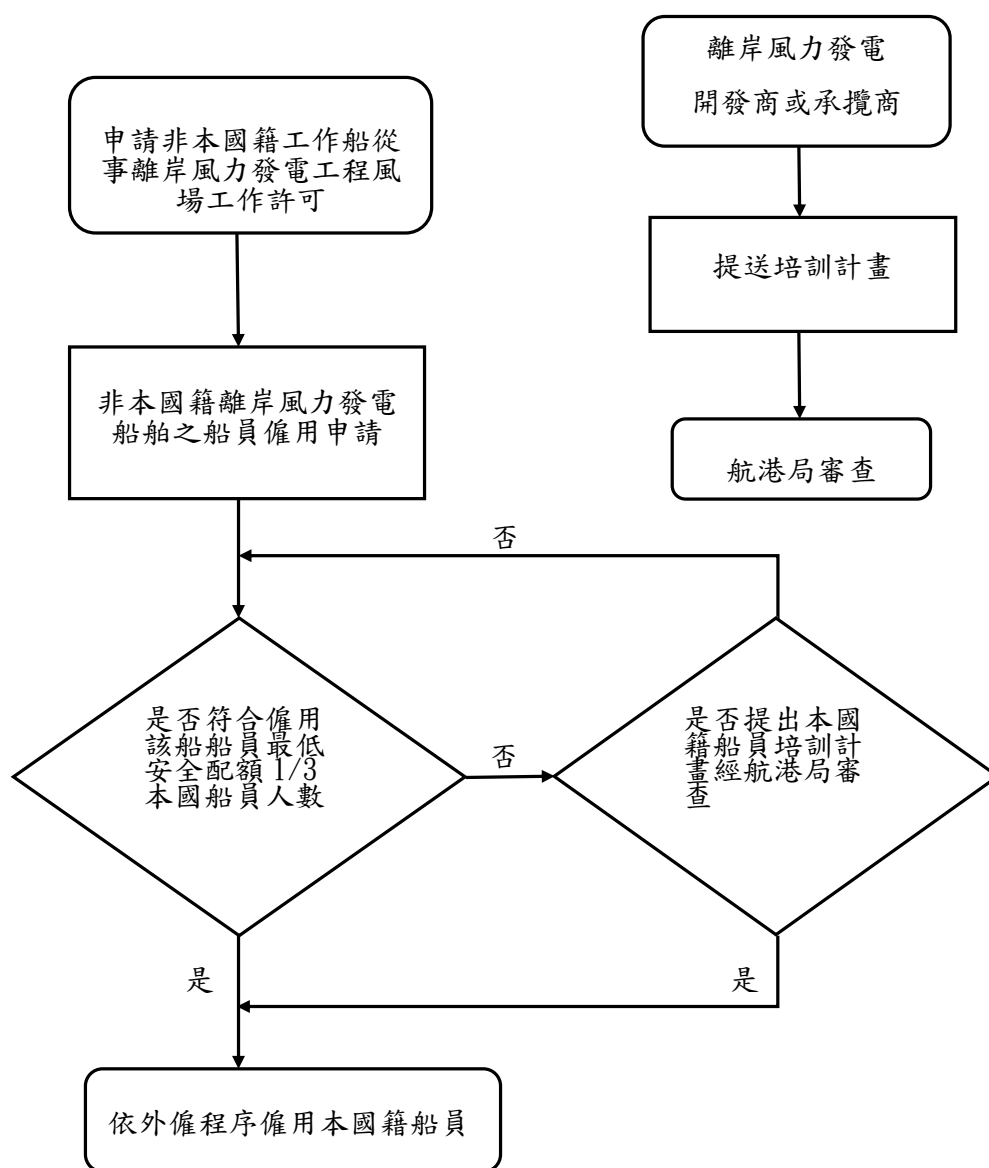 離岸風力發電
開發商或承攬商
申請非本國籍工作船從
事離岸風力發電工程風
場工作許可
提送培訓計畫
非本國籍離岸風力發電
船舶之船員僱用申請
航港局審查
否
是否符合僱用
該船船員最低
安全配額1/3
本國船員人數
否
是否提出本國
籍船員培訓計
畫經航港局審
查
是
是
依外僱程序僱用本國籍船員